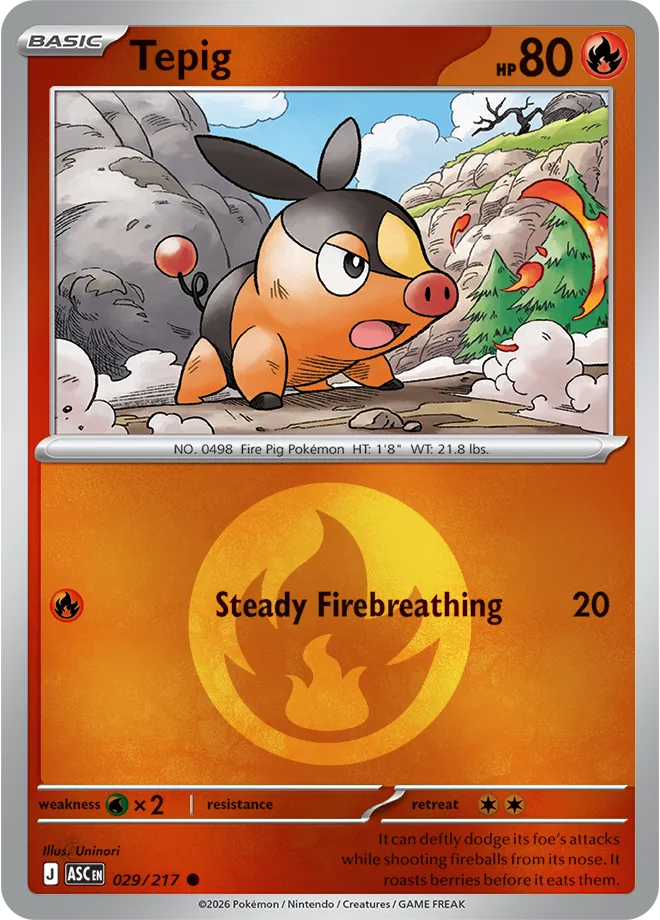 BASIC
Tepig
HP 80
NO. 0498 Fire Pig Pokémon HT: 1'8" WT: 21.8 lbs.
Steady Firebreathing 20
weakness ×2 resistance retreat
It can deftly dodge its foe's attacks
while shooting fireballs from its nose. It
roasts berries before it eats them.
Illus. Uninori
J ASC EN 029/217
©2026 Pokémon / Nintendo / Creatures / GAME FREAK